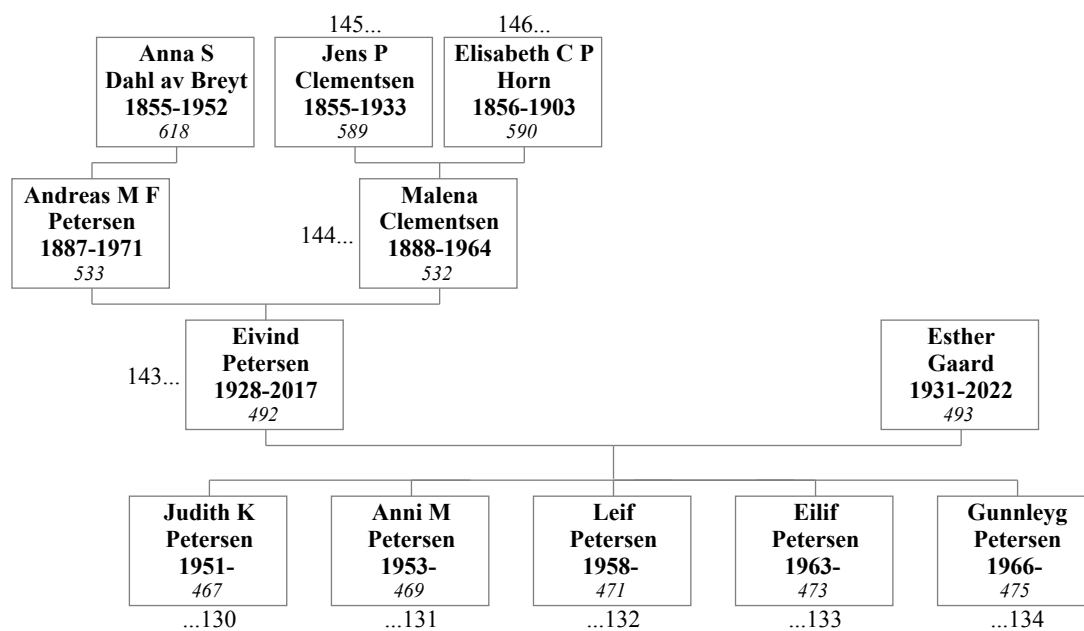 145...
146...
Anna S
Dahl av Breyt
1855-1952
618
Jens P
Clementsen
1855-1933
589
Elisabeth C P
Horn
1856-1903
590
Andreas M F
Petersen
1887-1971
533
144...
Malena
Clementsen
1888-1964
532
143...
Eivind
Petersen
1928-2017
492
Esther
Gaard
1931-2022
493
Judith K
Petersen
1951-
467
...130
Anni M
Petersen
1953-
469
...131
Leif
Petersen
1958-
471
...132
Eilif
Petersen
1963-
473
...133
Gunnleyg
Petersen
1966-
475
...134